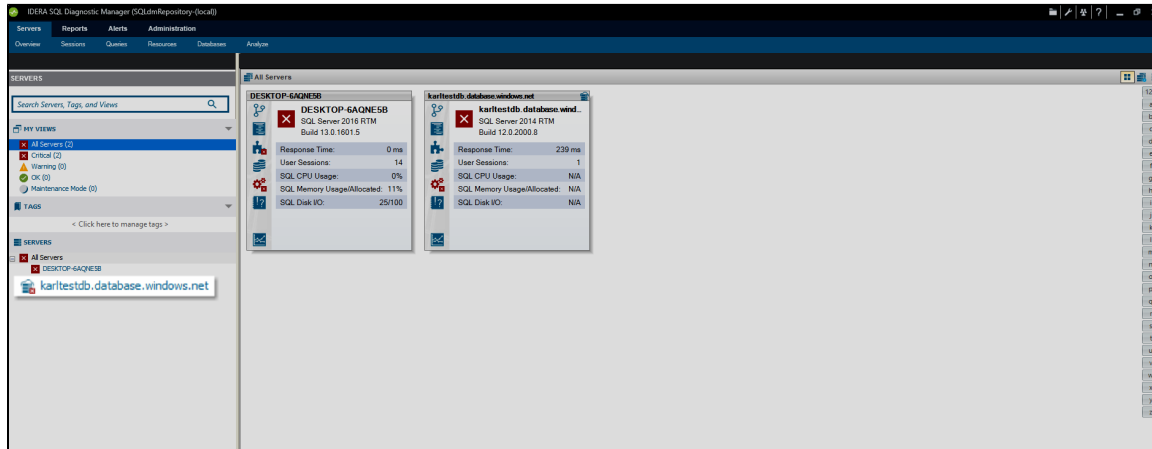 IDERA SQL Diagnostic Manager (SQLdmRepository-(local))
Servers Reports Alerts Administration
Overview Sessions Queries Resources Databases Analyze
SERVERS
Search Servers, Tags, and Views
MY VIEWS
All Servers (2)
Critical (2)
Warning (0)
OK (0)
Maintenance Mode (0)
TAGS
< Click here to manage tags >
SERVERS
All Servers
DESKTOP-6AQNE5B
karltestdb.database.windows.net
All Servers
DESKTOP-6AQNE5B
DESKTOP-6AQNE5B
SQL Server 2016 RTM
Build 13.0.1601.5
Response Time: 0 ms
User Sessions: 14
SQL CPU Usage: 0%
SQL Memory Usage/Allocated: 11%
SQL Disk I/O: 25/100
karltestdb.database.windows.net
karltestdb.database.wind...
SQL Server 2014 RTM
Build 12.0.2000.8
Response Time: 239 ms
User Sessions: 1
SQL CPU Usage: N/A
SQL Memory Usage/Allocated: N/A
SQL Disk I/O: N/A